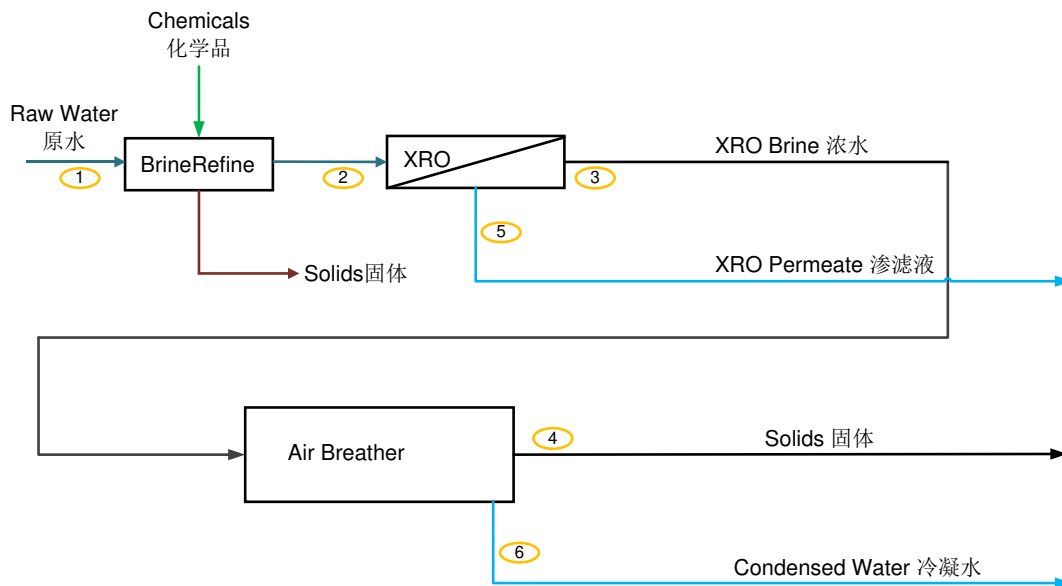 Chemicals
化学品
Raw Water
原水
BrineRefine
XRO
XRO Brine 浓水
1
2
3
5
Solids固体
XRO Permeate 渗滤液
Air Breather
4
Solids 固体
6
Condensed Water 冷凝水